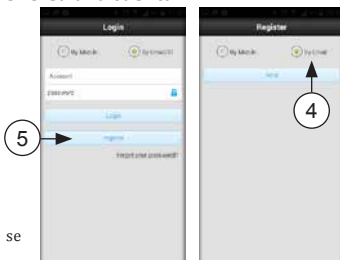 Login
Register
By Mobile
By Email/ID
By Mobile
By Email
Account
password
Next
Login
register
Forgot your password?
4
5
se